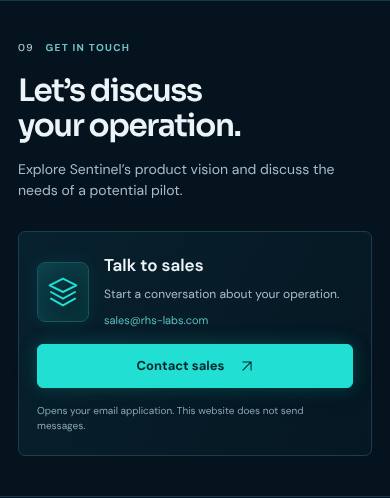 09 GET IN TOUCH
Let’s discuss
your operation.
Explore Sentinel’s product vision and discuss the
needs of a potential pilot.
Talk to sales
Start a conversation about your operation.
sales@rhs-labs.com
Contact sales
Opens your email application. This website does not send
messages.